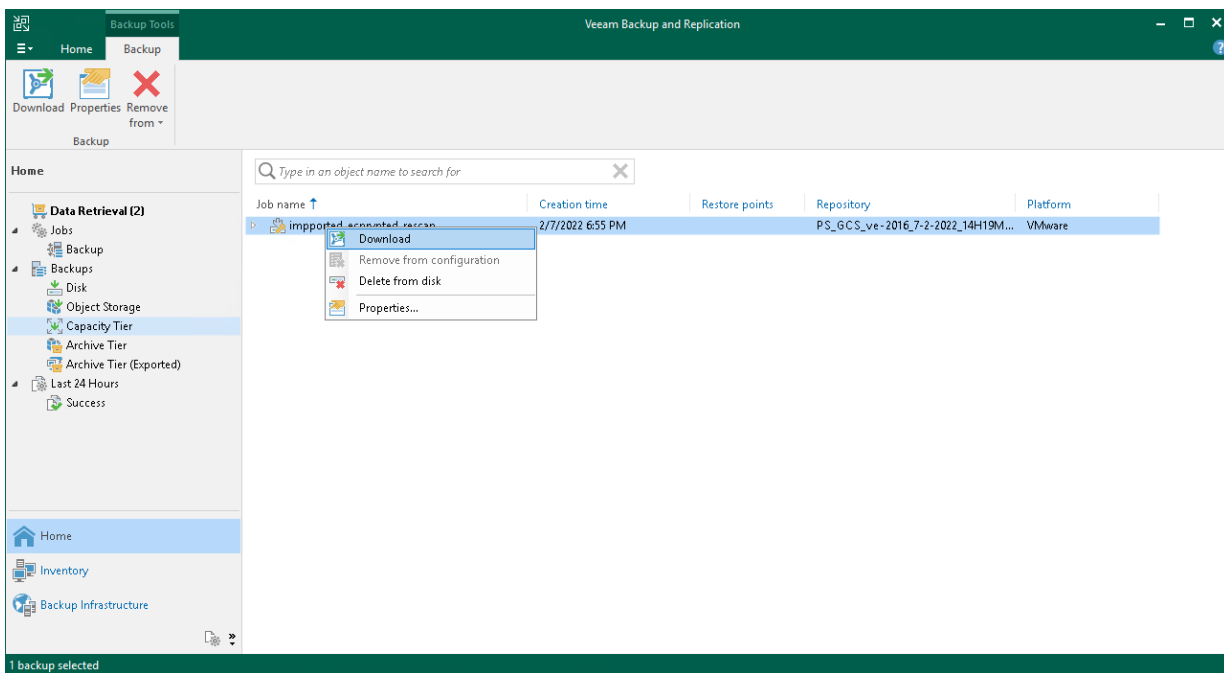 Backup Tools
Veeam Backup and Replication
Home
Backup
Download Properties Remove
from
Backup
Home
Type in an object name to search for
Data Retrieval (2)
Jobs
Backup
Backups
Disk
Object Storage
Capacity Tier
Archive Tier
Archive Tier (Exported)
Last 24 Hours
Success
Job name Creation time Restore points Repository Platform
2/7/2022 6:55 PM PS_GCS_ve-2016_7-2-2022_14H19M... VMware
Download
Remove from configuration
Delete from disk
Properties...
Home
Inventory
Backup Infrastructure
1 backup selected